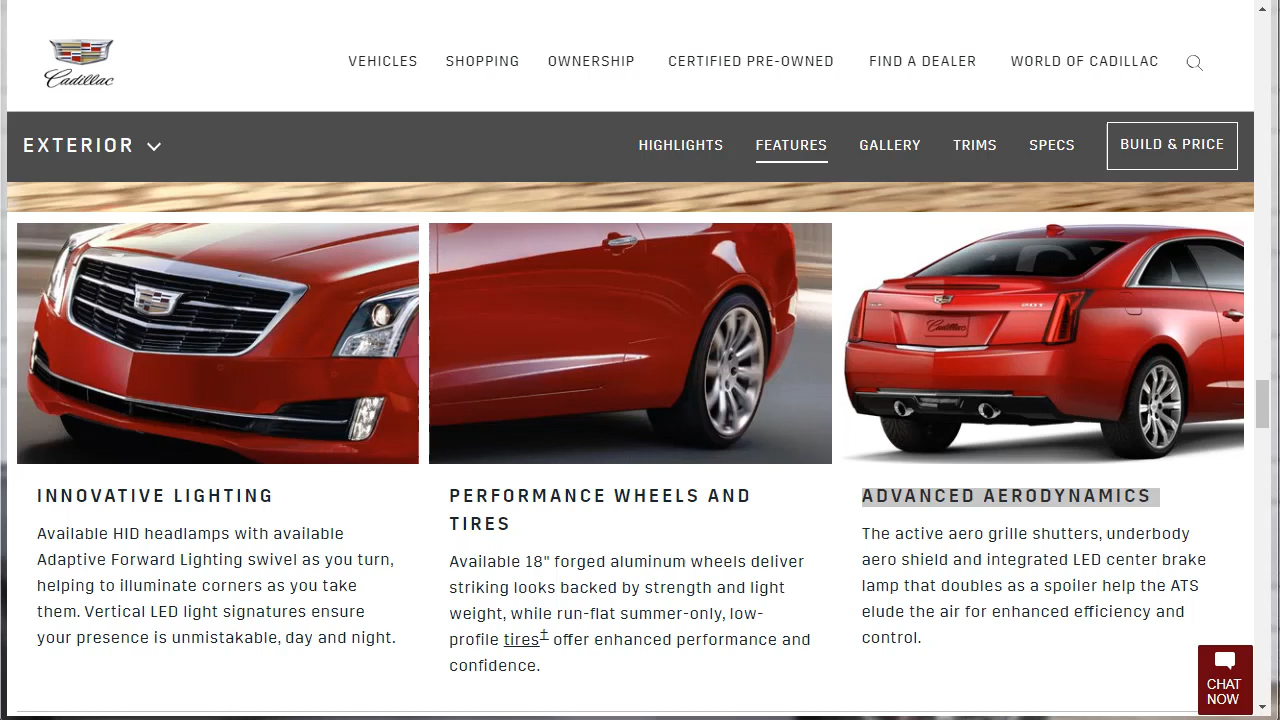 Cadillac
VEHICLES SHOPPING OWNERSHIP CERTIFIED PRE-OWNED FIND A DEALER WORLD OF CADILLAC
EXTERIOR HIGHLIGHTS FEATURES GALLERY TRIMS SPECS BUILD & PRICE
Cadillac
INNOVATIVE LIGHTING
Available HID headlamps with available
Adaptive Forward Lighting swivel as you turn,
helping to illuminate corners as you take
them. Vertical LED light signatures ensure
your presence is unmistakable, day and night.
PERFORMANCE WHEELS AND
TIRES
Available 18" forged aluminum wheels deliver
striking looks backed by strength and light
weight, while run-flat summer-only, low-
profile tires± offer enhanced performance and
confidence.
ADVANCED AERODYNAMICS
The active aero grille shutters, underbody
aero shield and integrated LED center brake
lamp that doubles as a spoiler help the ATS
elude the air for enhanced efficiency and
control.
CHAT
NOW